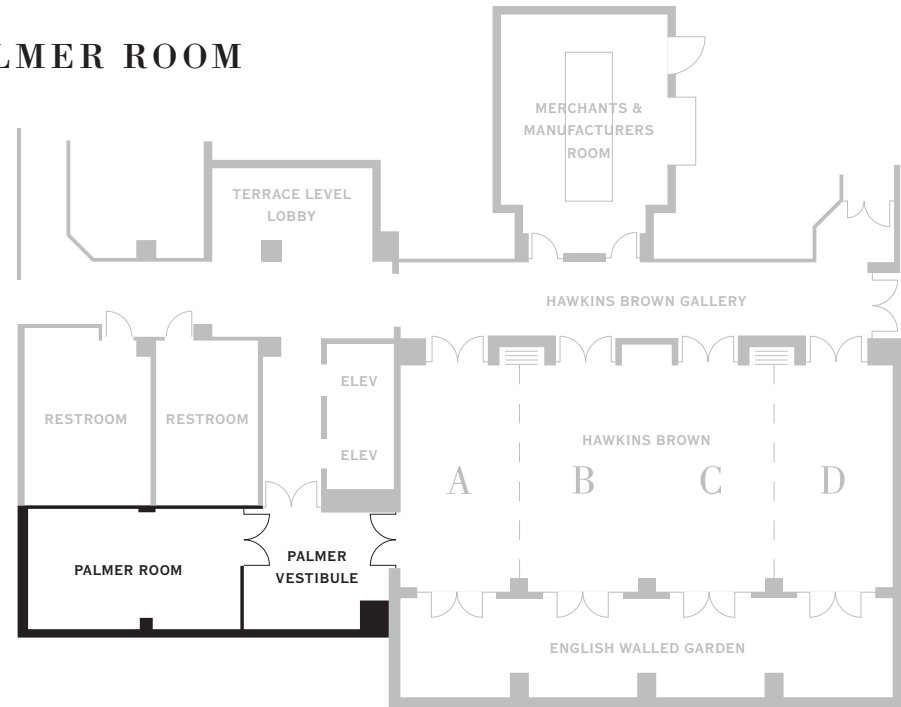 LMER ROOM
MERCHANTS &
MANUFACTURERS
ROOM
TERRACE LEVEL
LOBBY
HAWKINS BROWN GALLERY
ELEV
RESTROOM
RESTROOM
ELEV
HAWKINS BROWN
A
B
C
D
PALMER ROOM
PALMER
VESTIBULE
ENGLISH WALLED GARDEN